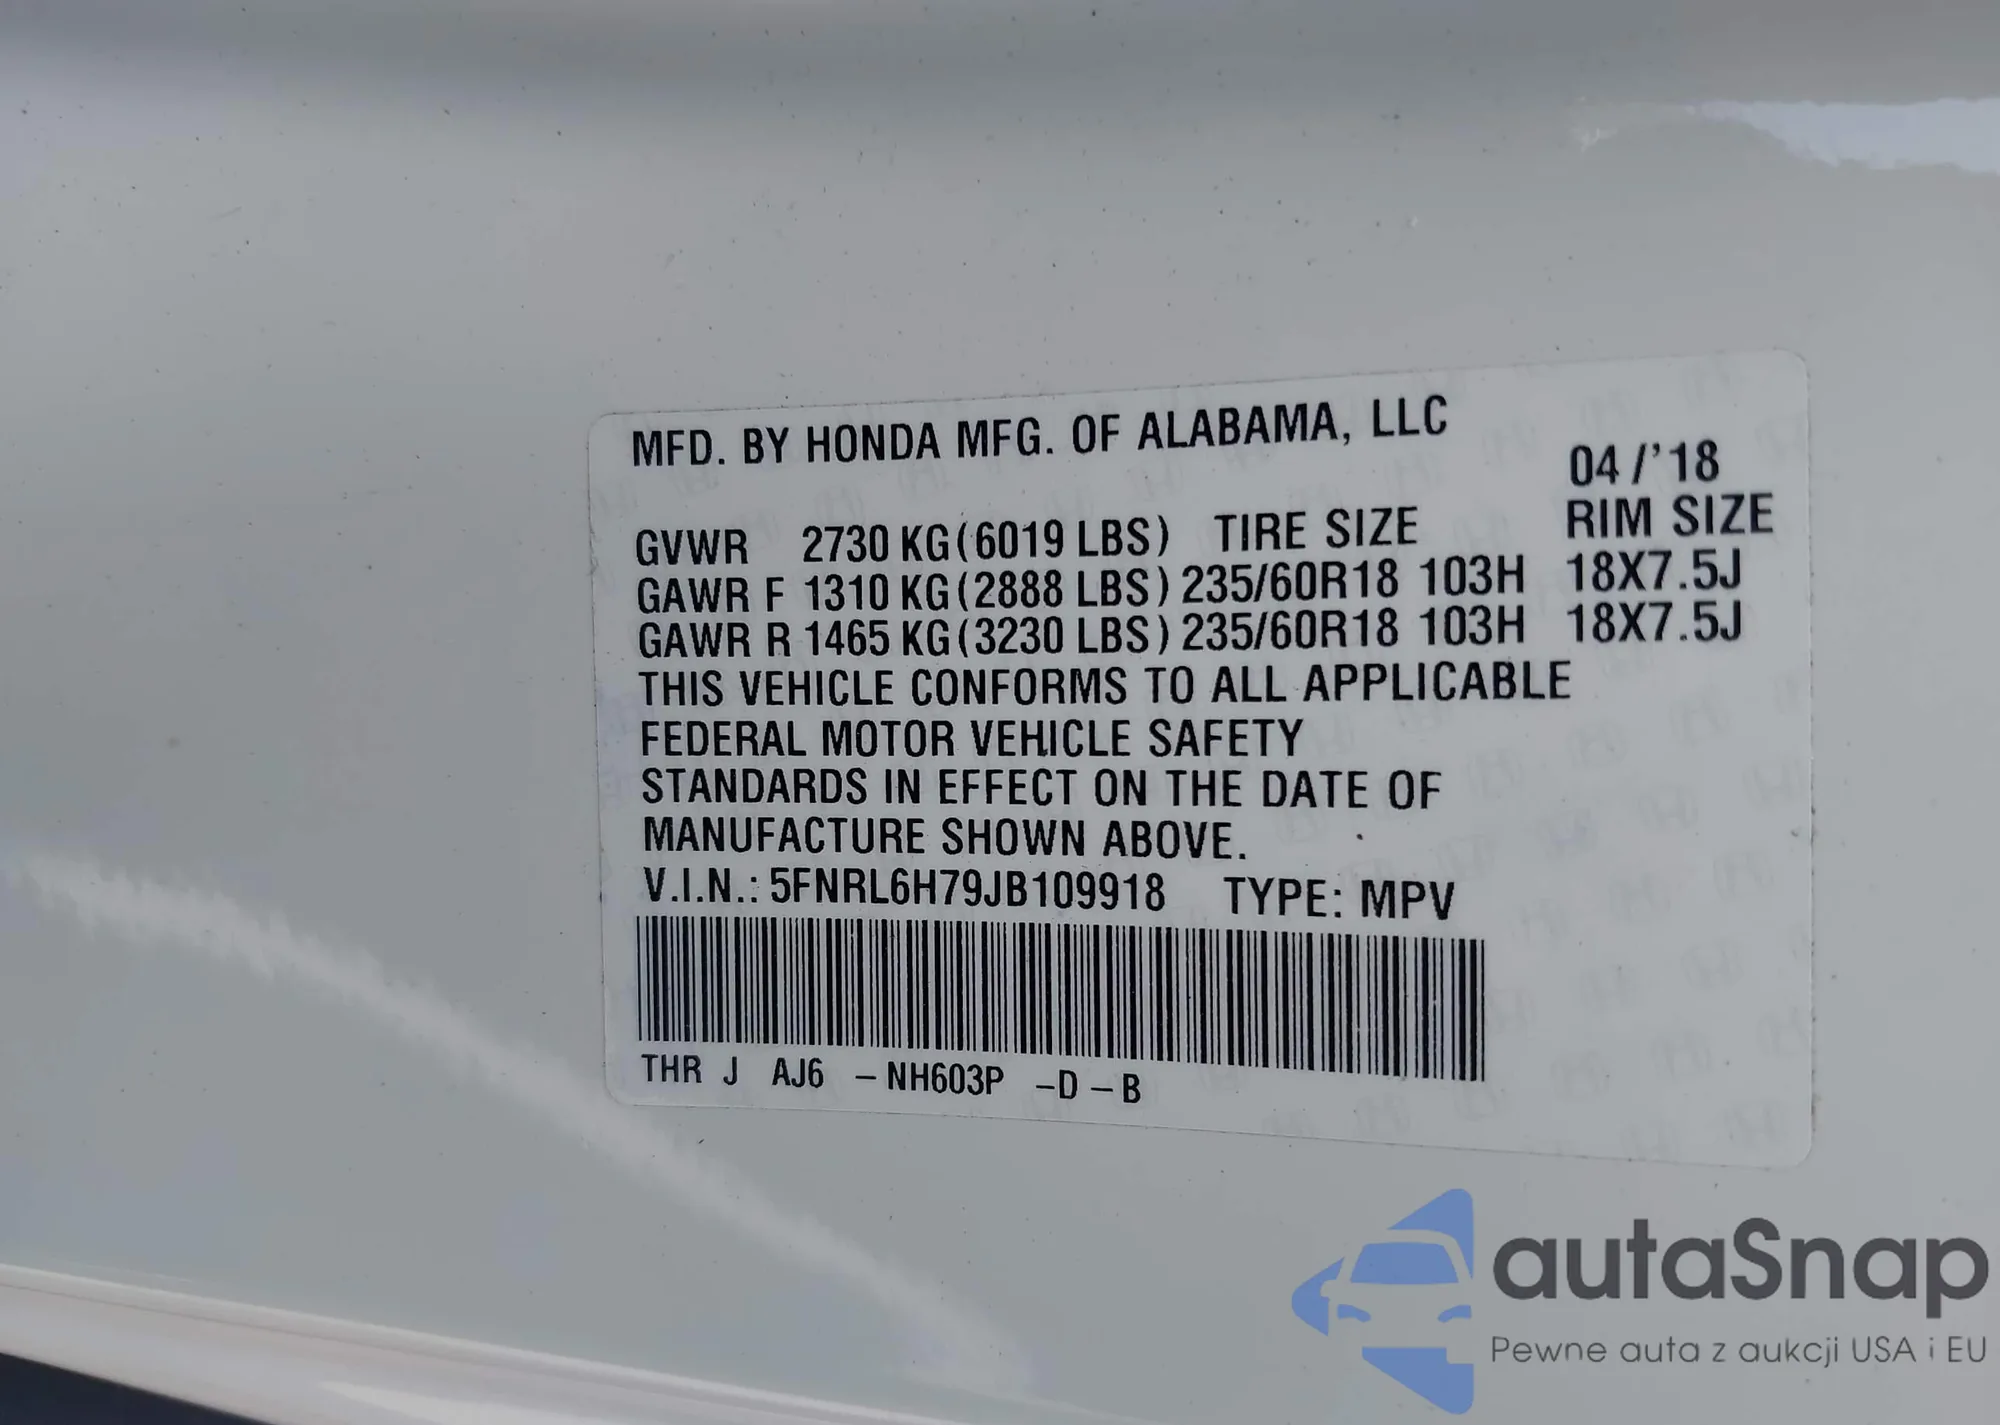 MFD. BY HONDA MFG. OF ALABAMA, LLC
04/'18
GVWR 2730 KG(6019 LBS) TIRE SIZE RIM SIZE
GAWR F 1310 KG(2888 LBS) 235/60R18 103H 18X7.5J
GAWR R 1465 KG(3230 LBS) 235/60R18 103H 18X7.5J
THIS VEHICLE CONFORMS TO ALL APPLICABLE
FEDERAL MOTOR VEHICLE SAFETY
STANDARDS IN EFFECT ON THE DATE OF
MANUFACTURE SHOWN ABOVE.
V.I.N.: 5FNRL6H79JB109918 TYPE: MPV
THR J AJ6 – NH603P –D – B
autaSnap
Pewne auta z aukcji USA i EU